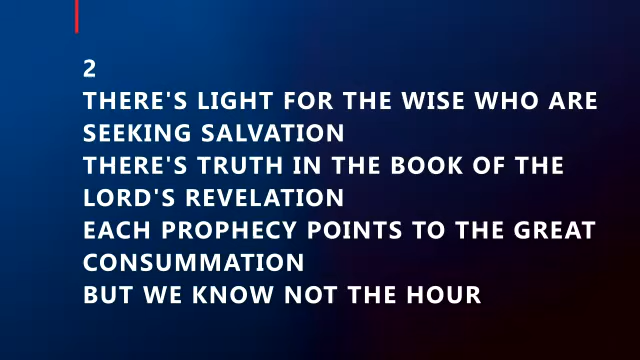 2
THERE'S LIGHT FOR THE WISE WHO ARE
SEEKING SALVATION
THERE'S TRUTH IN THE BOOK OF THE
LORD'S REVELATION
EACH PROPHECY POINTS TO THE GREAT
CONSUMMATION
BUT WE KNOW NOT THE HOUR